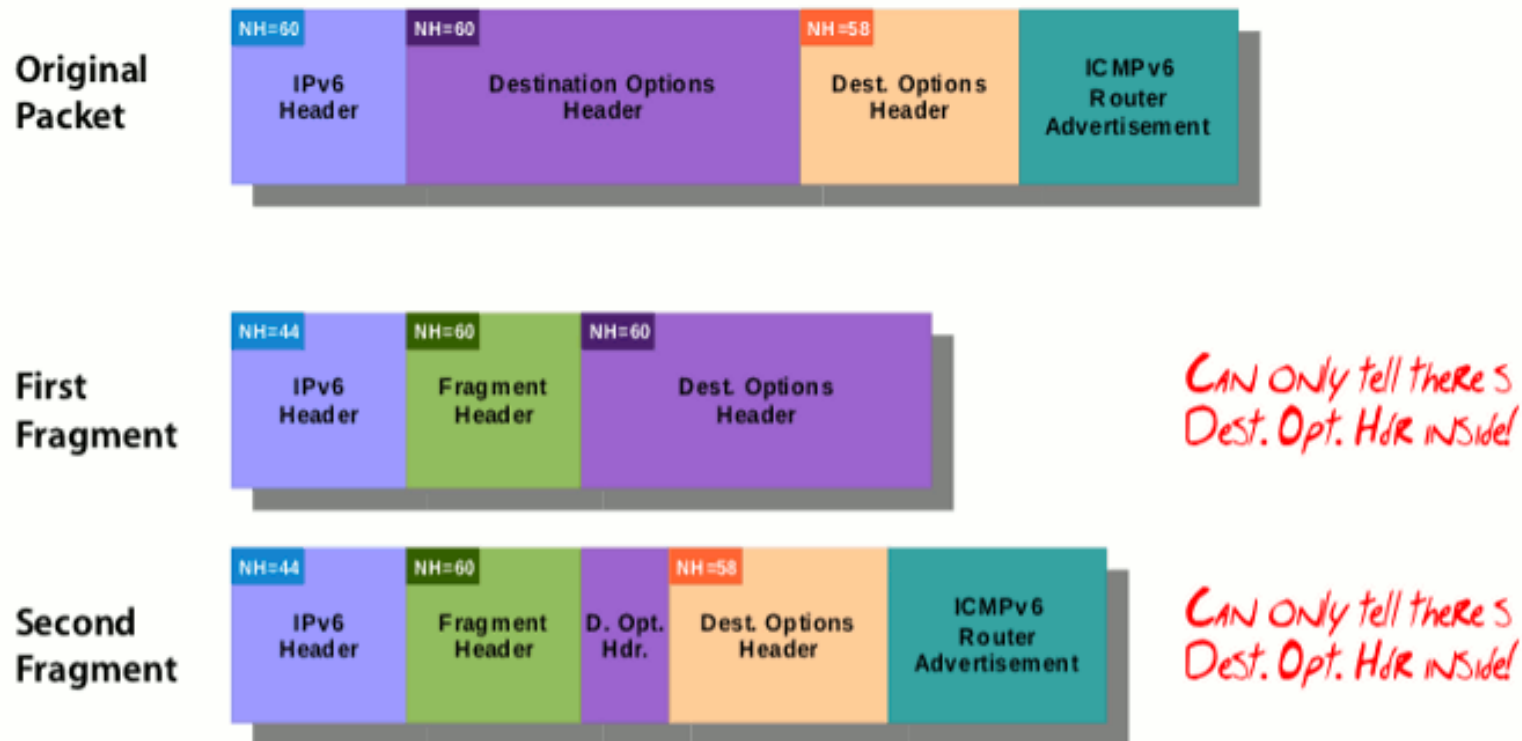 Original
Packet
NH=60
IPv6
Header
NH=60
Destination Options
Header
NH=58
Dest. Options
Header
ICMPv6
Router
Advertisement
First
Fragment
NH=44
IPv6
Header
NH=60
Fragment
Header
NH=60
Dest. Options
Header
CAN ONly tell theRe s
Dest. Opt. HdR iNSide!
Second
Fragment
NH=44
IPv6
Header
NH=60
Fragment
Header
D. Opt.
Hdr.
NH=58
Dest. Options
Header
ICMPv6
Router
Advertisement
CAN ONly tell theRe s
Dest. Opt. HdR iNSide!